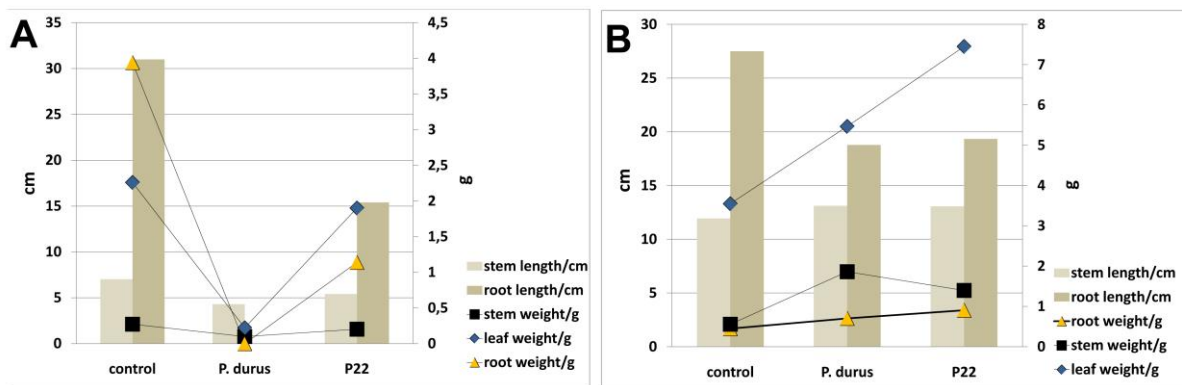 A
35
30
25
20
15
10
5
0
cm
4,5
4
3,5
3
2,5
2
1,5
1
0,5
0
g
control P. durus P22
stem length/cm
root length/cm
stem weight/g
leaf weight/g
root weight/g
B
30
25
20
15
10
5
0
cm
8
7
6
5
4
3
2
1
0
g
control P. durus P22
stem length/cm
root length/cm
root weight/g
stem weight/g
leaf weight/g